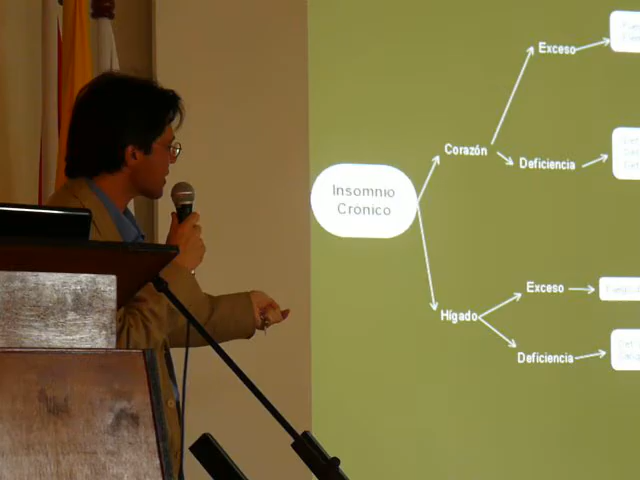 Exceso
Corazón
Deficiencia
Insomnio
Crónico
Exceso
Hígado
Deficiencia